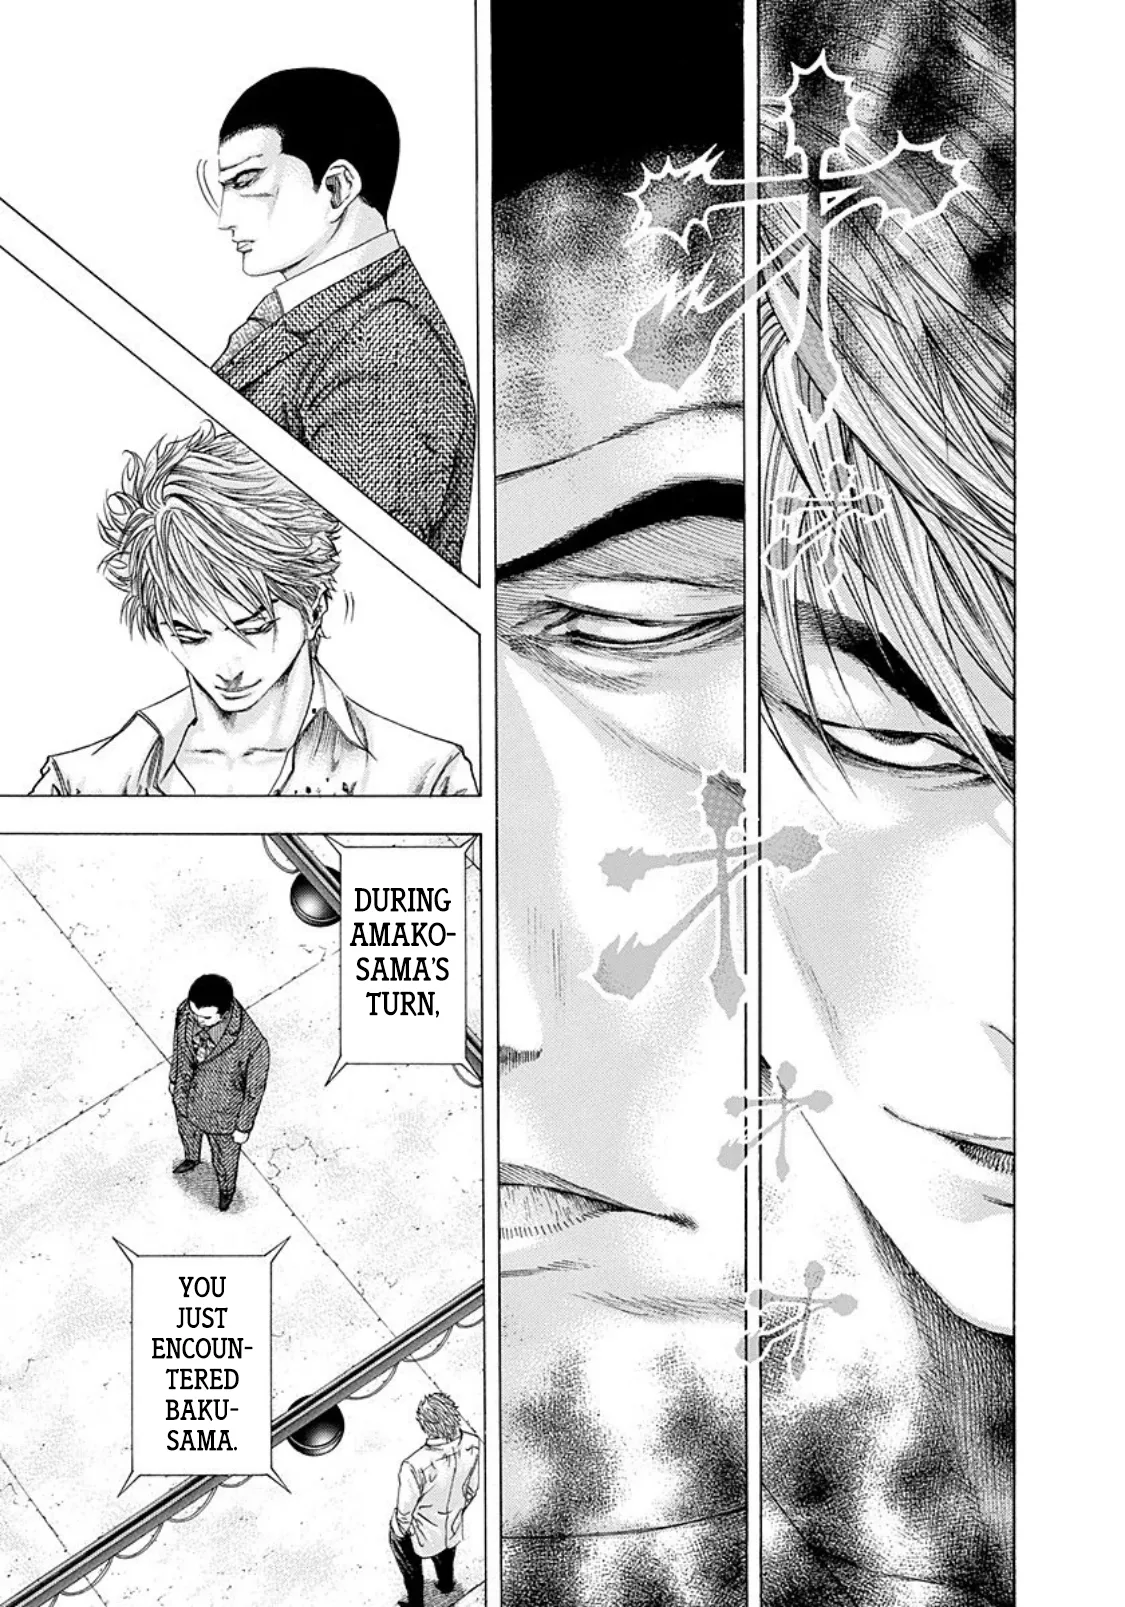 DURING
AMAKO-
SAMA'S
TURN,
YOU
JUST
ENCOUN-
TERED
BAKU-
SAMA.